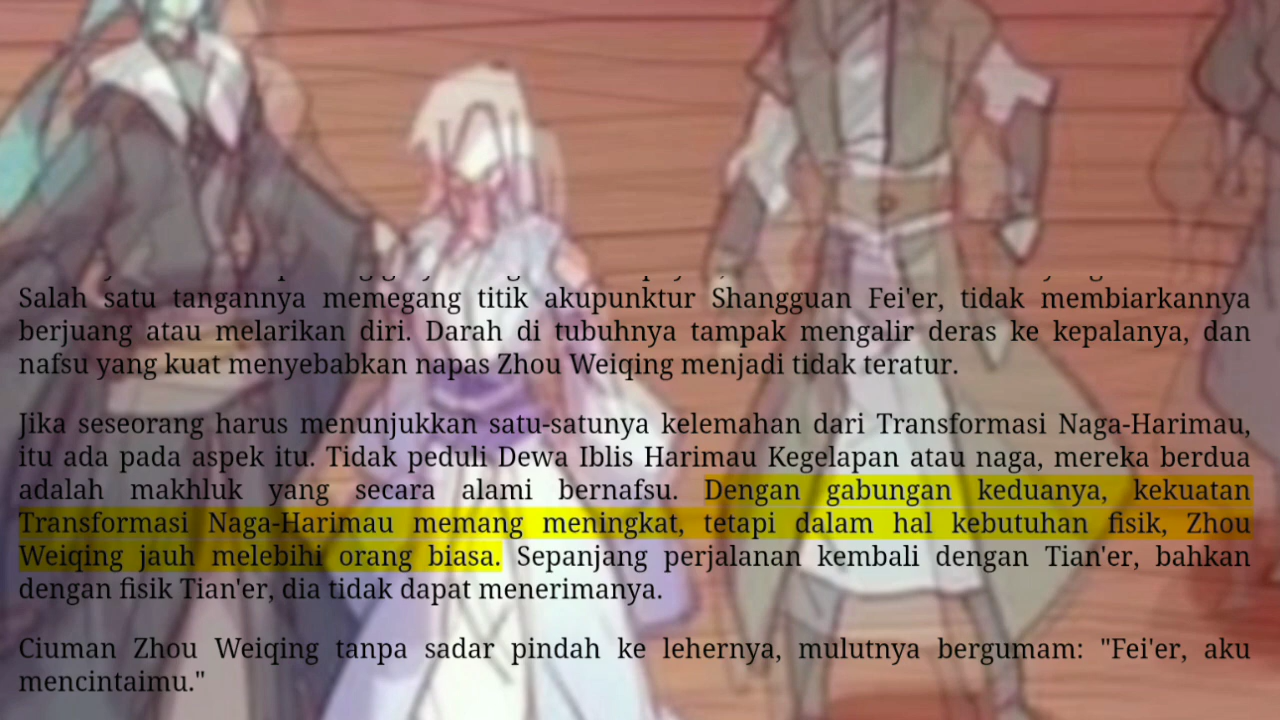 Salah satu tangannya memegang titik akupunktur Shangguan Fei'er, tidak membiarkannya
berjuang atau melarikan diri. Darah di tubuhnya tampak mengalir deras ke kepalanya, dan
nafsu yang kuat menyebabkan napas Zhou Weiqing menjadi tidak teratur.
Jika seseorang harus menunjukkan satu-satunya kelemahan dari Transformasi Naga-Harimau,
itu ada pada aspek itu. Tidak peduli Dewa Iblis Harimau Kegelapan atau naga, mereka berdua
adalah makhluk yang secara alami bernafsu. Dengan gabungan keduanya, kekuatan
Transformasi Naga-Harimau memang meningkat, tetapi dalam hal kebutuhan fisik, Zhou
Weiqing jauh melebihi orang biasa. Sepanjang perjalanan kembali dengan Tian'er, bahkan
dengan fisik Tian'er, dia tidak dapat menerimanya.
Ciuman Zhou Weiqing tanpa sadar pindah ke lehernya, mulutnya bergumam: "Fei'er, aku
mencintaimu."